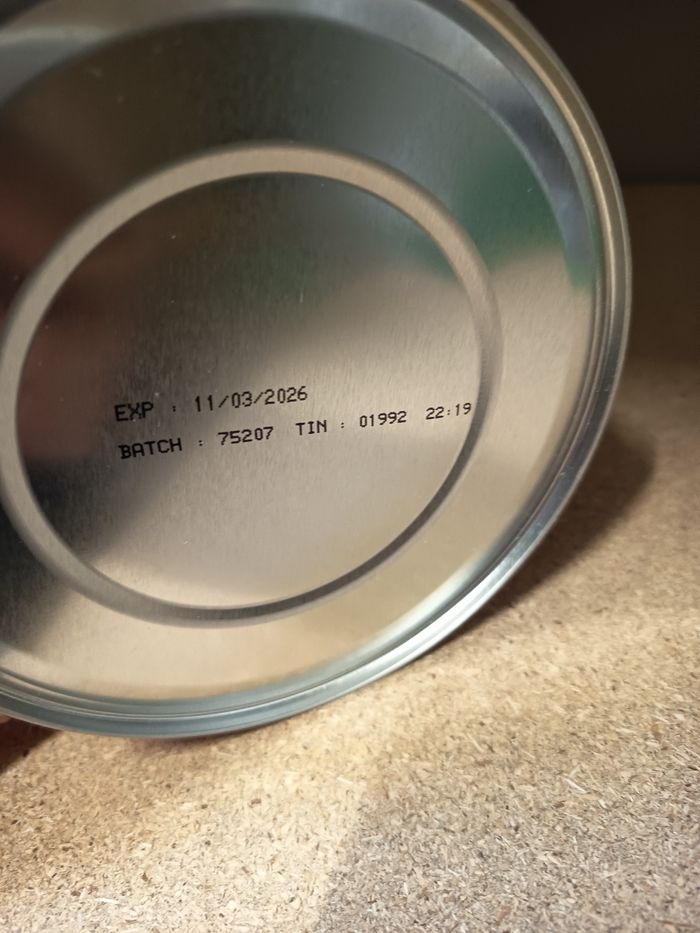 EXP : 11/03/2026
BATCH : 75207 TIN : 01992 22:19